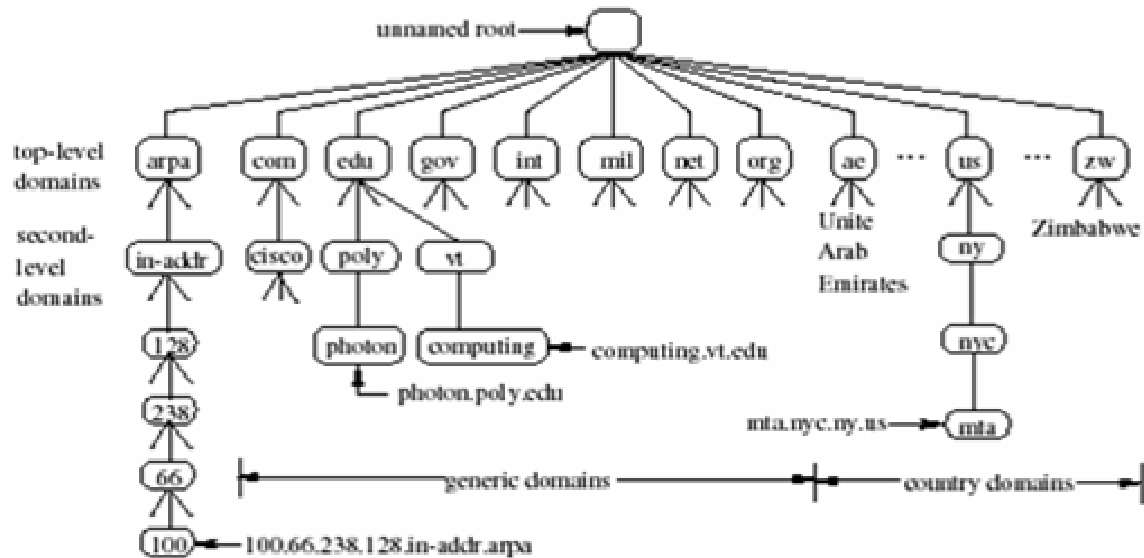 unnamed root
top-level
domains
arpa
com
edu
gov
int
mil
net
org
ae
...
us
...
zw
Unite
Arab
Emirates
Zimbabwe
second-
level
domains
in-addr
cisco
poly
vt
ny
128
photon
computing
computing.vt.edu
nyc
238
photon.poly.edu
mta.nyc.ny.us
mta
66
generic domains
country domains
100
100.66.238.128.in-addr.arpa